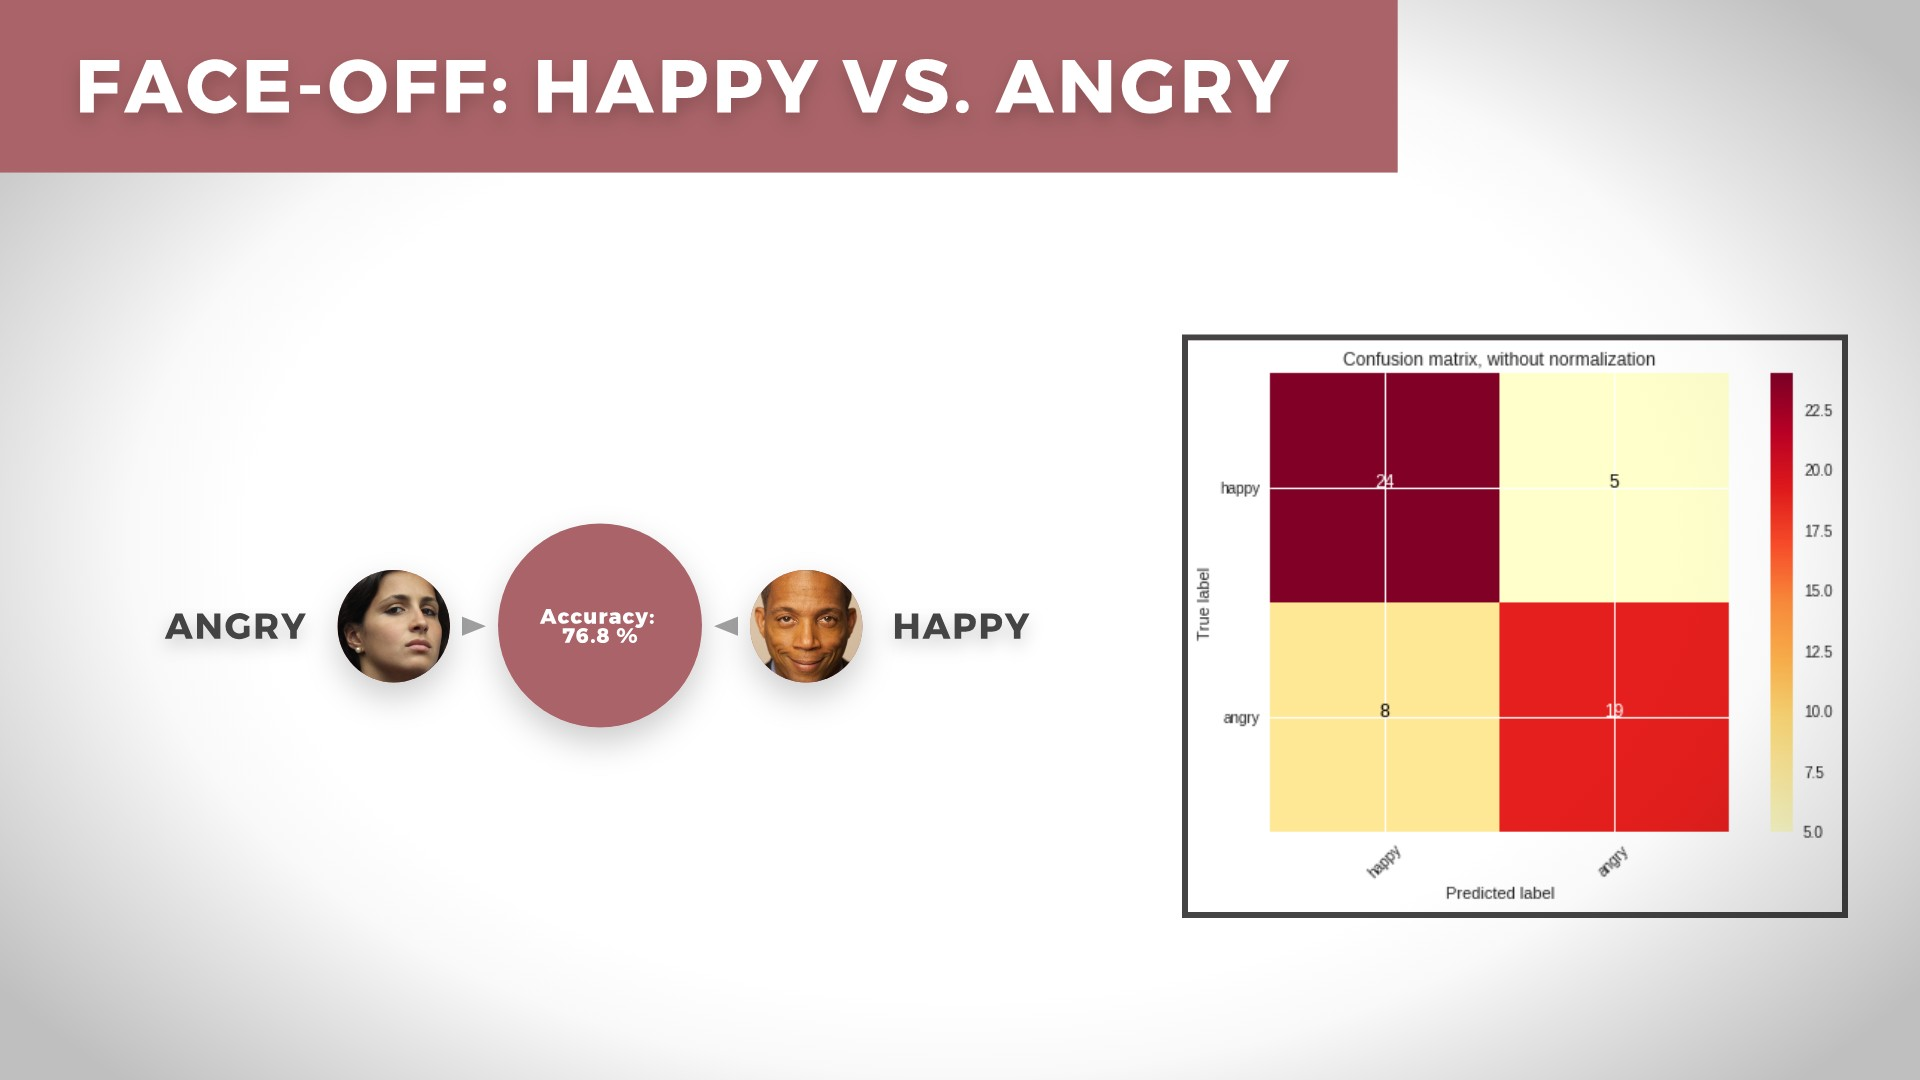 FACE-OFF: HAPPY VS. ANGRY
ANGRY
Accuracy:
76.8 %
HAPPY
Confusion matrix, without normalization
True label
happy
24
5
angry
8
19
happy
angry
Predicted label
22.5
20.0
17.5
15.0
12.5
10.0
7.5
5.0